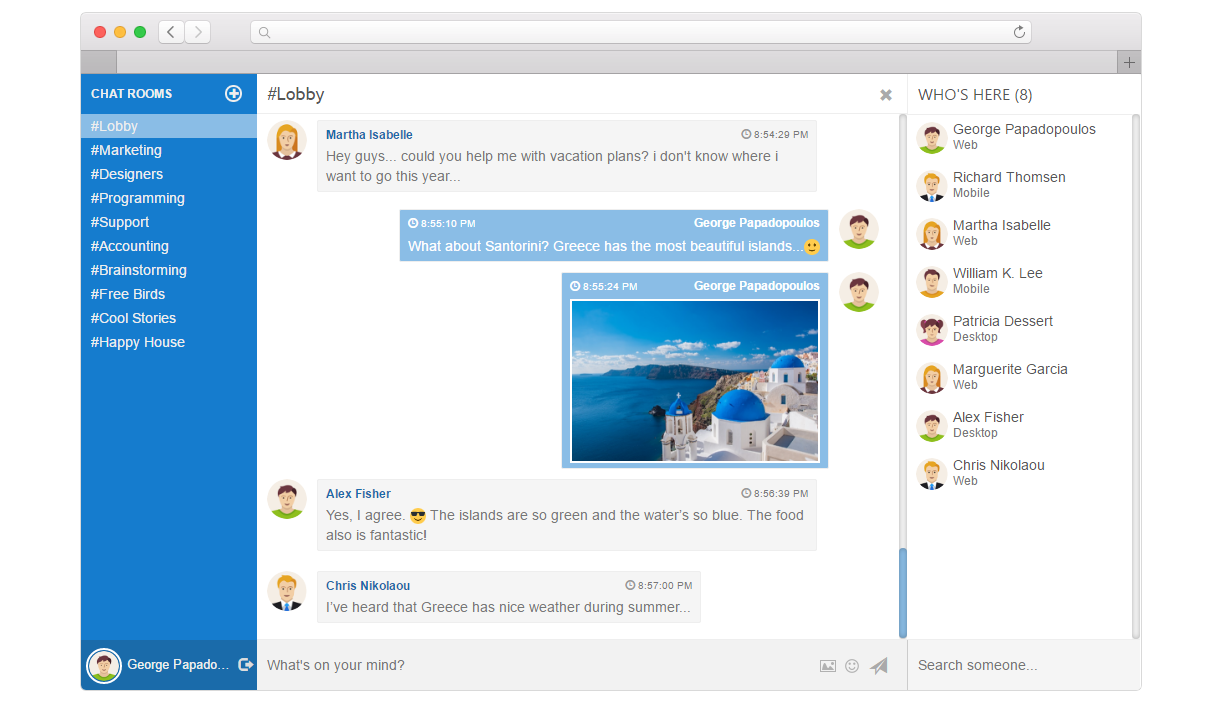 CHAT ROOMS
#Lobby
#Marketing
#Designers
#Programming
#Support
#Accounting
#Brainstorming
#Free Birds
#Cool Stories
#Happy House
George Papado...
#Lobby
Martha Isabelle 8:54:29 PM
Hey guys... could you help me with vacation plans? i don't know where i
want to go this year...
8:55:10 PM George Papadopoulos
What about Santorini? Greece has the most beautiful islands...🙂
8:55:24 PM George Papadopoulos
Alex Fisher 8:56:39 PM
Yes, I agree. 😎 The islands are so green and the water's so blue. The food
also is fantastic!
Chris Nikolaou 8:57:00 PM
I've heard that Greece has nice weather during summer...
What's on your mind?
WHO'S HERE (8)
George Papadopoulos
Web
Richard Thomsen
Mobile
Martha Isabelle
Web
William K. Lee
Mobile
Patricia Dessert
Desktop
Marguerite Garcia
Web
Alex Fisher
Desktop
Chris Nikolaou
Web
Search someone...